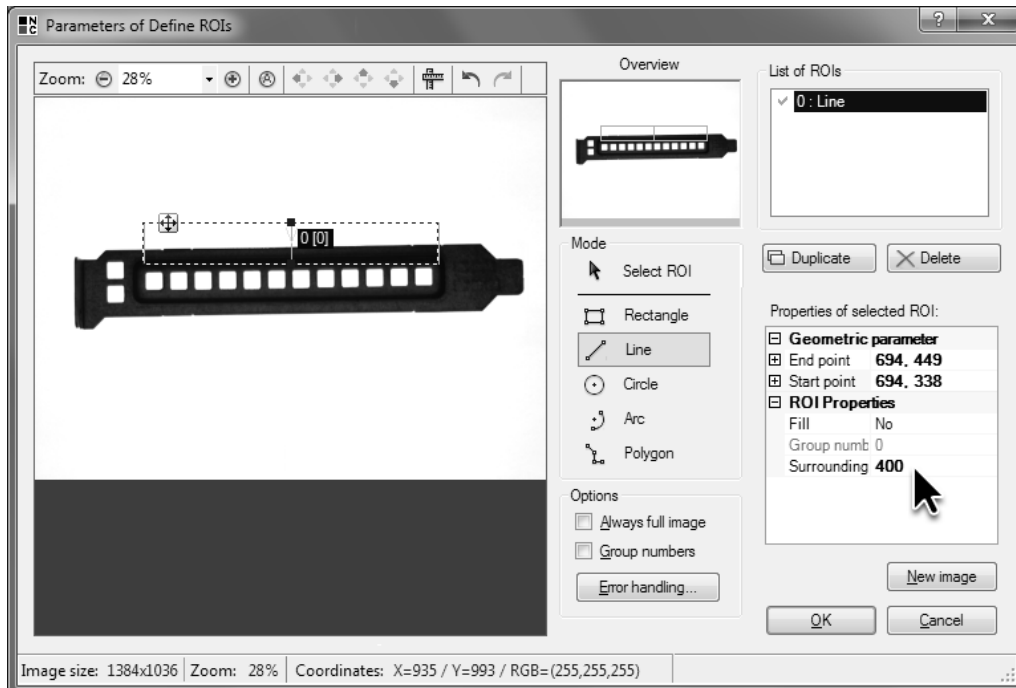 NNC Parameters of Define ROIs ? X
Zoom: 28%
0 [0]
Overview
List of ROIs
0 : Line
Duplicate Delete
Mode
Select ROI
Rectangle
Line
Circle
Arc
Polygon
Options
Always full image
Group numbers
Error handling...
Properties of selected ROI:
Geometric parameter
End point 694, 449
Start point 694, 338
ROI Properties
Fill No
Group numb 0
Surrounding 400
New image
OK Cancel
Image size: 1384x1036 Zoom: 28% Coordinates: X=935 / Y=993 / RGB=(255,255,255)